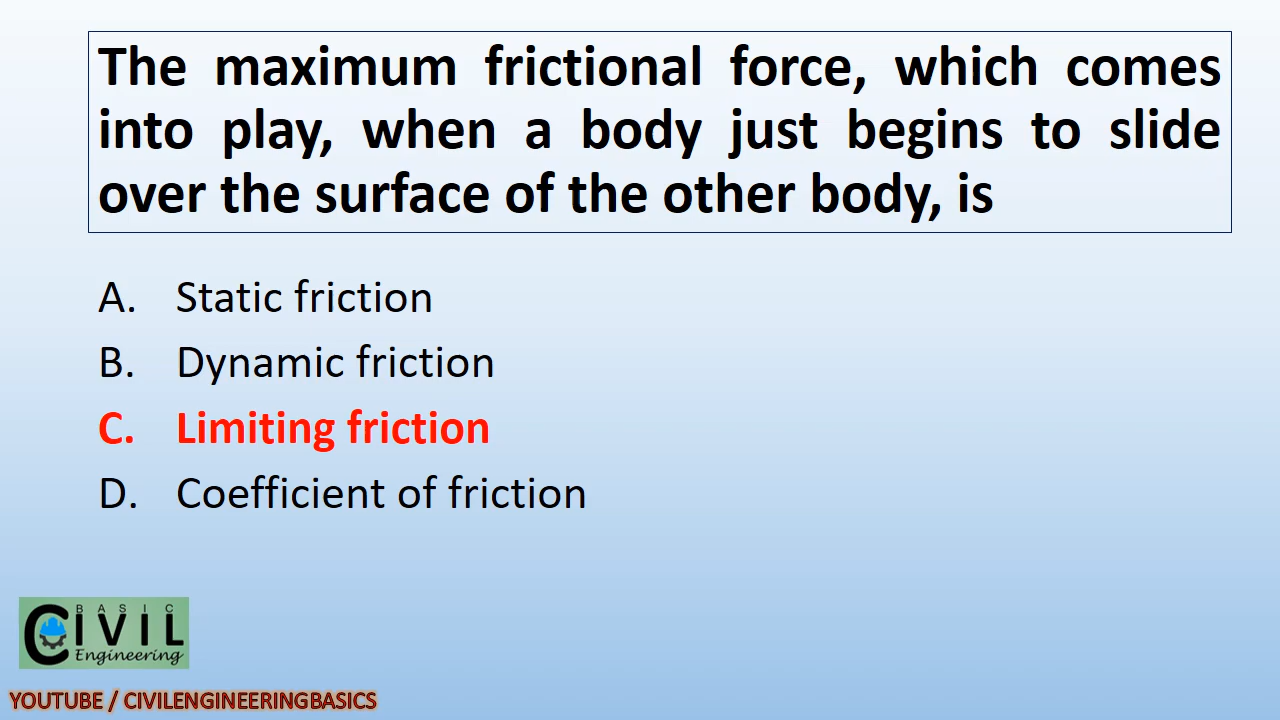 The maximum frictional force, which comes
into play, when a body just begins to slide
over the surface of the other body, is
A. Static friction
B. Dynamic friction
C. Limiting friction
D. Coefficient of friction
BASIC
CIVIL
Engineering
YOUTUBE / CIVILENGINEERINGBASICS